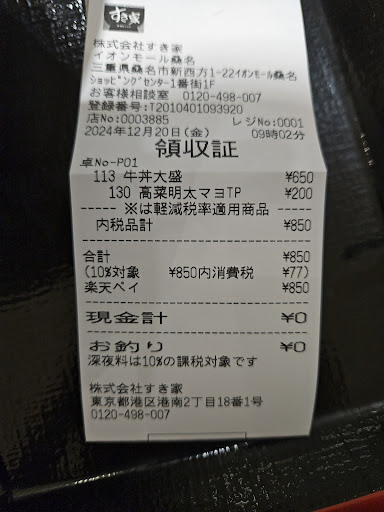 すき家
株式会社すき家
イオンモール桑名
三重県桑名市新西方1-22イオンモール桑名
ショッピングセンター1番街1F
お客様相談室 0120-498-007
登録番号:T2010401093920
店No:0003885 レジNo:0001
2024年12月20日(金) 09時02分
領収証
卓No-P01
113 牛丼大盛 ¥650
130 高菜明太マヨTP ¥200
----- ※は軽減税率適用商品 -----
内税品計 ¥850
合計 ¥850
(10%対象 ¥850内消費税 ¥77)
楽天ペイ ¥850
現金計 ¥0
お釣り ¥0
深夜料は10%の課税対象です
株式会社すき家
東京都港区港南2丁目18番1号
0120-498-007